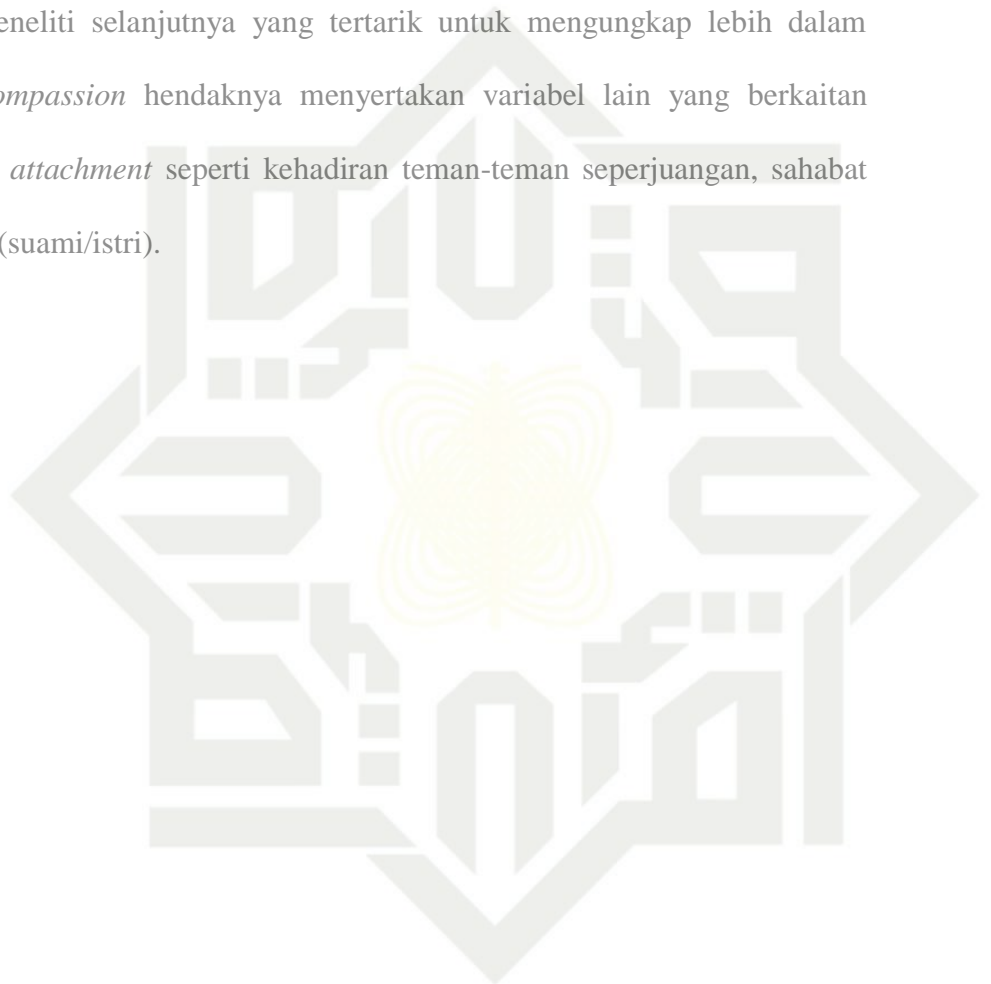 eneliti selanjutnya yang tertarik untuk mengungkap lebih dalam
ompassion hendaknya menyertakan variabel lain yang berkaitan
attachment seperti kehadiran teman-teman seperjuangan, sahabat
(suami/istri).